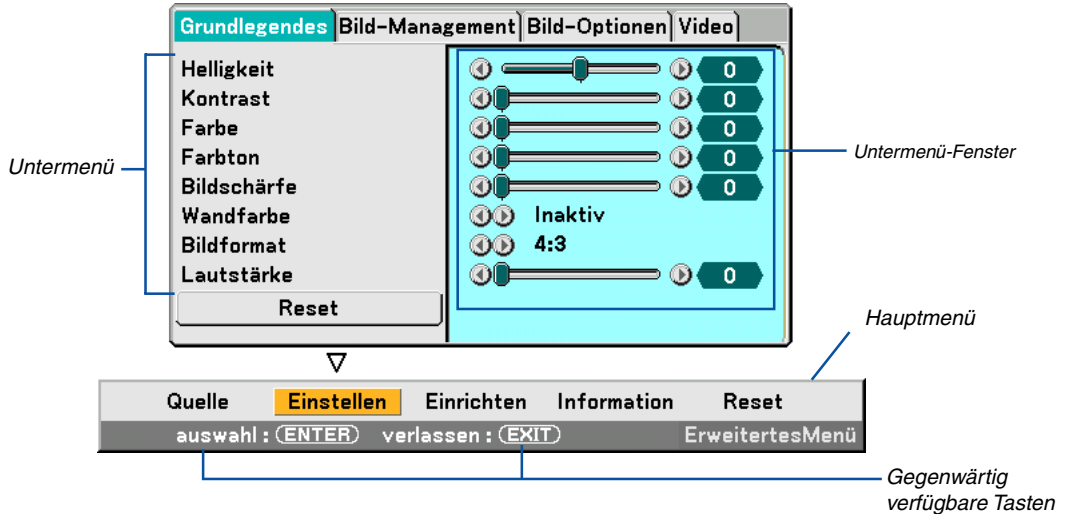 Grundlegendes Bild-Management Bild-Optionen Video
Helligkeit 0
Kontrast 0
Farbe 0
Farbton 0
Bildschärfe 0
Wandfarbe Inaktiv
Bildformat 4:3
Lautstärke 0
Reset
Untermenü
Untermenü-Fenster
Hauptmenü
Quelle Einstellen Einrichten Information Reset
auswahl : ENTER verlassen : EXIT ErweitertesMenü
Gegenwärtig
verfügbare Tasten